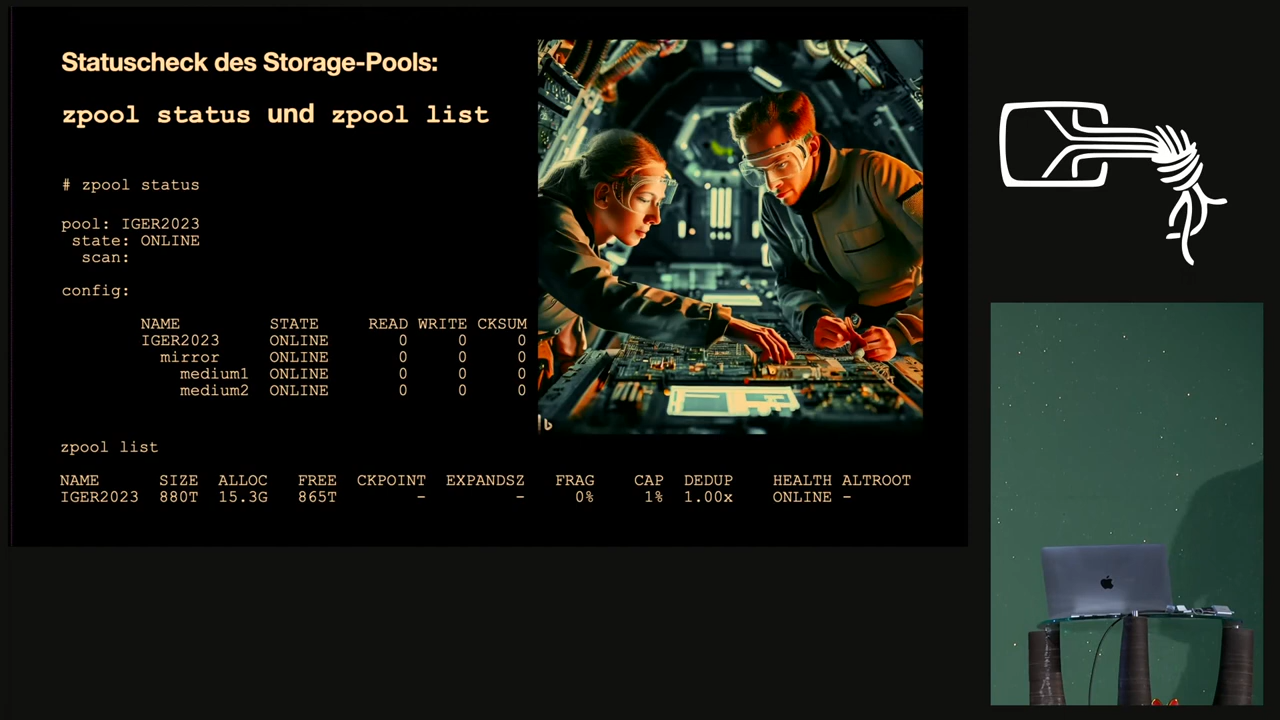 Statuscheck des Storage-Pools:
zpool status und zpool list
# zpool status
pool: IGER2023
state: ONLINE
scan:
config:
NAME STATE READ WRITE CKSUM
IGER2023 ONLINE 0 0 0
mirror ONLINE 0 0 0
medium1 ONLINE 0 0 0
medium2 ONLINE 0 0 0
zpool list
NAME SIZE ALLOC FREE CKPOINT EXPANDSZ FRAG CAP DEDUP HEALTH ALTROOT
IGER2023 880T 15.3G 865T - - 0% 1% 1.00x ONLINE -